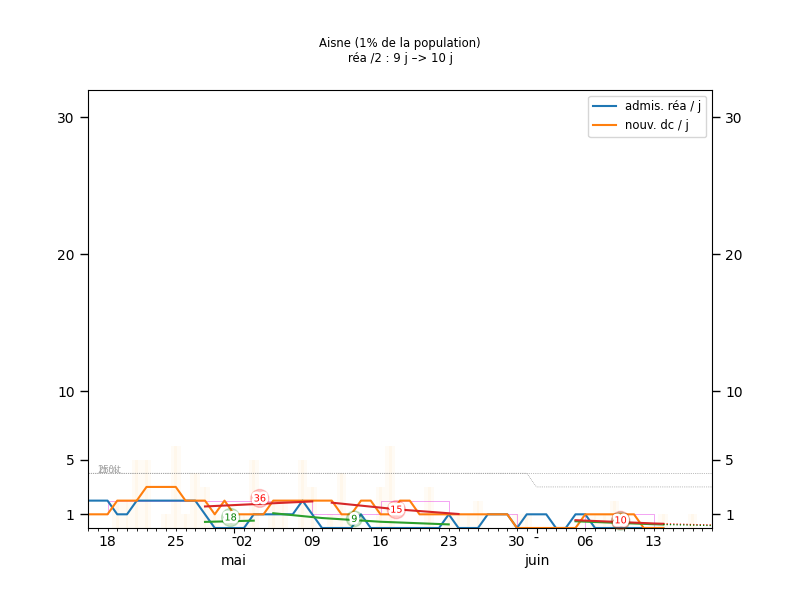 Aisne (1% de la population)
réa /2 : 9 j –> 10 j
admis. réa / j
nouv. dc / j
30 30
20 20
10 10
5 5
1 1
36
18
9
15
10
18 25 02 09 16 23 30 06 13
mai juin